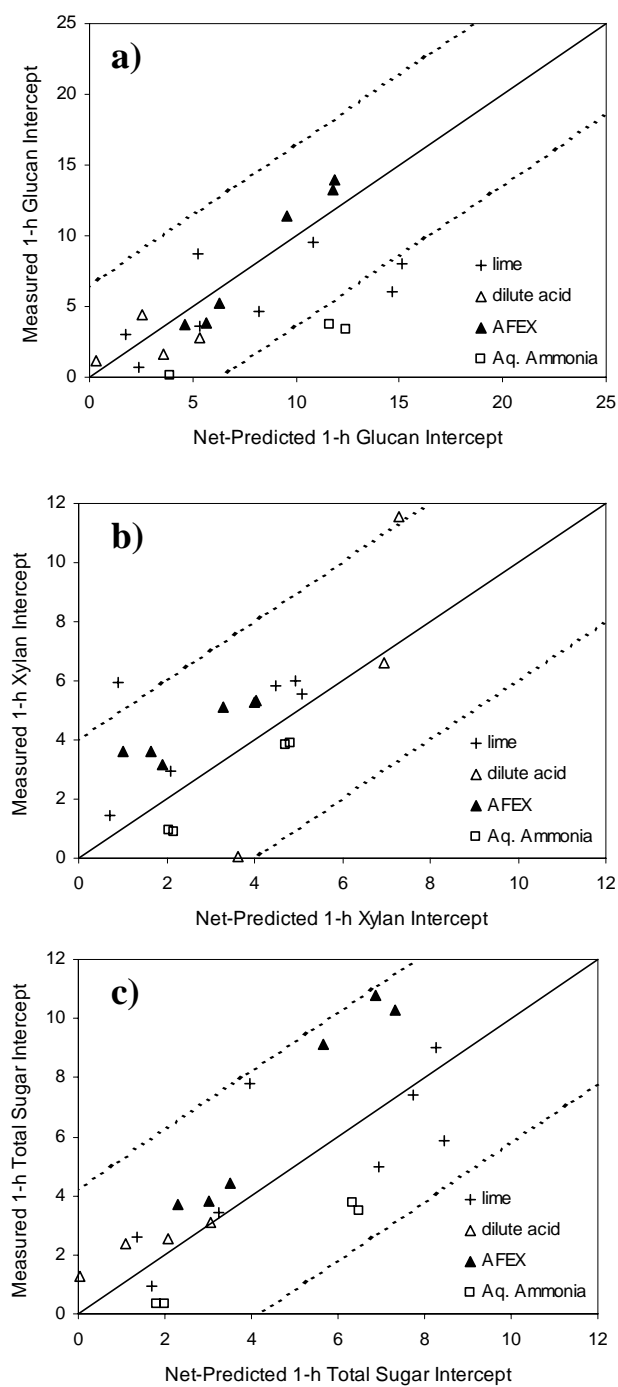 a)
Measured 1-h Glucan Intercept
25
20
15
10
5
0
lime
dilute acid
AFEX
Aq. Ammonia
0 5 10 15 20 25
Net-Predicted 1-h Glucan Intercept
b)
Measured 1-h Xylan Intercept
12
10
8
6
4
2
0
lime
dilute acid
AFEX
Aq. Ammonia
0 2 4 6 8 10 12
Net-Predicted 1-h Xylan Intercept
c)
Measured 1-h Total Sugar Intercept
12
10
8
6
4
2
0
lime
dilute acid
AFEX
Aq. Ammonia
0 2 4 6 8 10 12
Net-Predicted 1-h Total Sugar Intercept